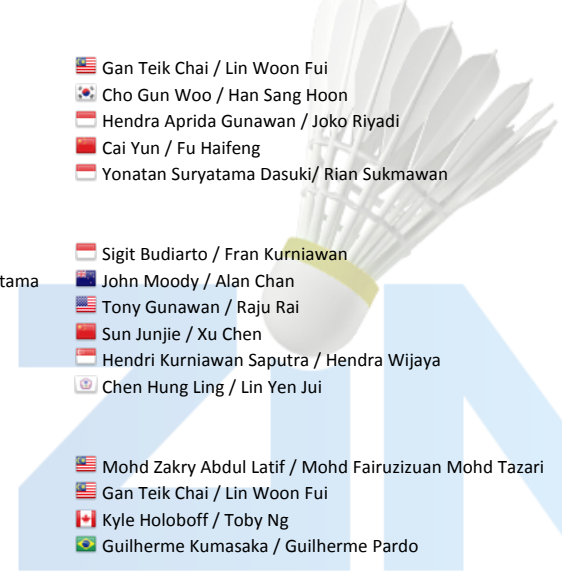 Gan Teik Chai / Lin Woon Fui
Cho Gun Woo / Han Sang Hoon
Hendra Aprida Gunawan / Joko Riyadi
Cai Yun / Fu Haifeng
Yonatan Suryatama Dasuki/ Rian Sukmawan
Sigit Budiarto / Fran Kurniawan
tama John Moody / Alan Chan
Tony Gunawan / Raju Rai
Sun Junjie / Xu Chen
Hendri Kurniawan Saputra / Hendra Wijaya
Chen Hung Ling / Lin Yen Jui
Mohd Zakry Abdul Latif / Mohd Fairuzizuan Mohd Tazari
Gan Teik Chai / Lin Woon Fui
Kyle Holoboff / Toby Ng
Guilherme Kumasaka / Guilherme Pardo